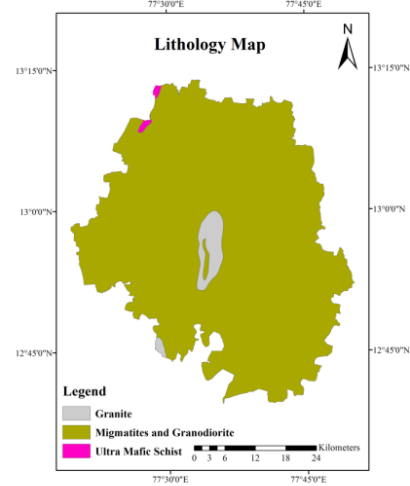 77°30'0"E 77°45'0"E
Lithology Map
N
13°15'0"N 13°15'0"N
13°0'0"N 13°0'0"N
12°45'0"N 12°45'0"N
Legend
Granite
Migmatites and Granodiorite
Ultra Mafic Schist
Kilometers
0 3 6 12 18 24
77°30'0"E 77°45'0"E